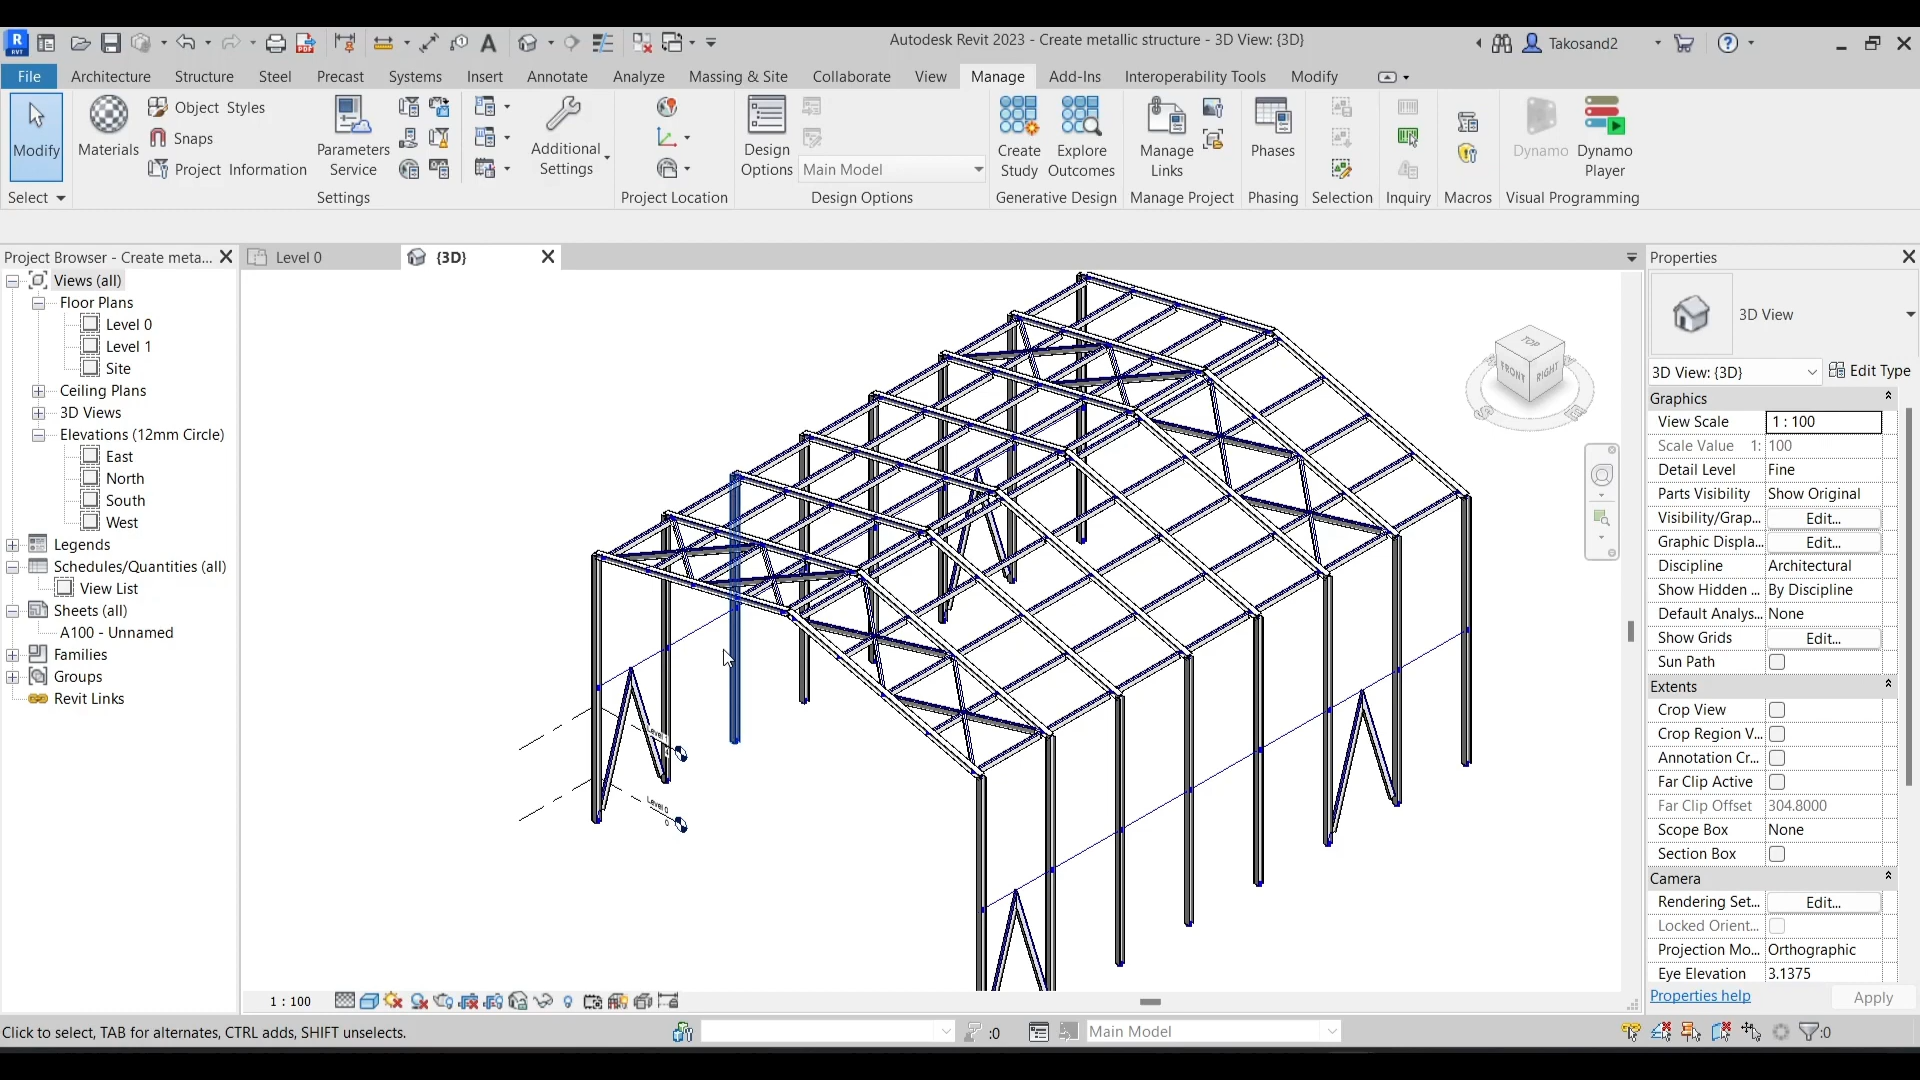 R
RVT
Autodesk Revit 2023 - Create metallic structure - 3D View: {3D}
Takosand2
File Architecture Structure Steel Precast Systems Insert Annotate Analyze Massing & Site Collaborate View Manage Add-Ins Interoperability Tools Modify
Modify
Materials
Object Styles
Snaps
Project Information
Parameters
Service
Additional
Settings
Design
Options
Main Model
Create
Study
Explore
Outcomes
Manage
Links
Phases
Dynamo
Dynamo
Player
Select Settings Project Location Design Options Generative Design Manage Project Phasing Selection Inquiry Macros Visual Programming
Project Browser - Create meta...
Views (all)
Floor Plans
Level 0
Level 1
Site
Ceiling Plans
3D Views
Elevations (12mm Circle)
East
North
South
West
Legends
Schedules/Quantities (all)
View List
Sheets (all)
A100 - Unnamed
Families
Groups
Revit Links
Level 0
{3D}
TOP
FRONT
RIGHT
S
E
Level 1
4
Level 0
0
1 : 100
Properties
3D View
3D View: {3D}
Edit Type
Graphics
View Scale 1 : 100
Scale Value 1: 100
Detail Level Fine
Parts Visibility Show Original
Visibility/Grap... Edit...
Graphic Displa... Edit...
Discipline Architectural
Show Hidden ... By Discipline
Default Analys... None
Show Grids Edit...
Sun Path
Extents
Crop View
Crop Region V...
Annotation Cr...
Far Clip Active
Far Clip Offset 304.8000
Scope Box None
Section Box
Camera
Rendering Set... Edit...
Locked Orient...
Projection Mo... Orthographic
Eye Elevation 3.1375
Properties help
Apply
Click to select, TAB for alternates, CTRL adds, SHIFT unselects.
:0
Main Model
:0